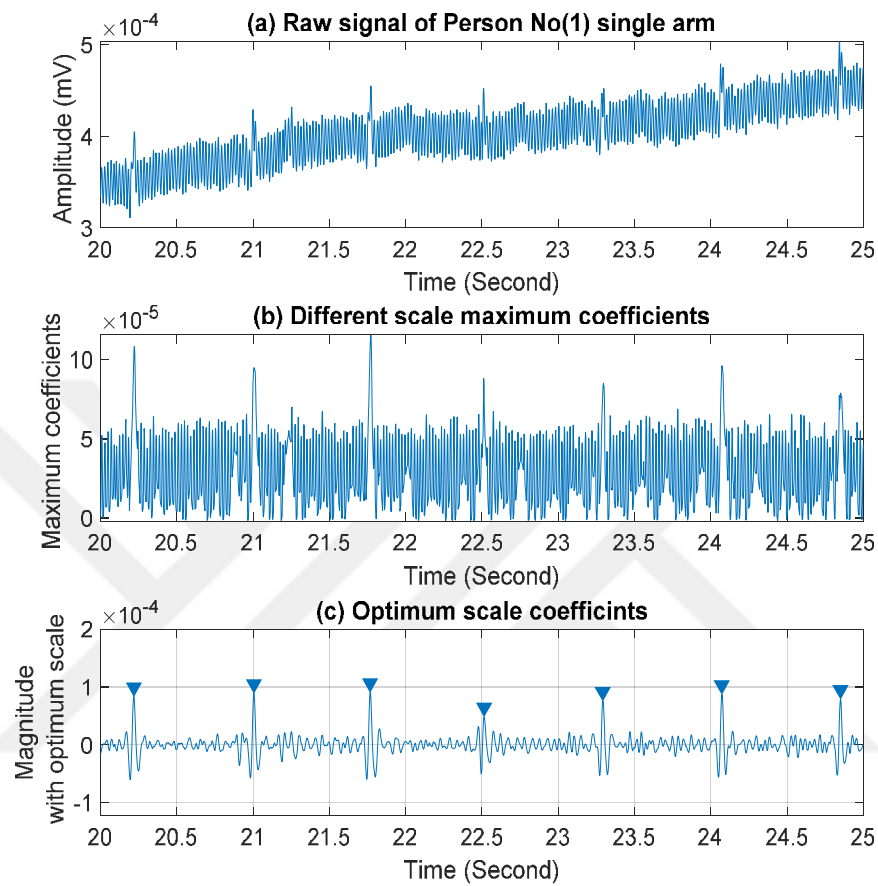 (a) Raw signal of Person No(1) single arm
×10⁻⁴
Amplitude (mV)
5
4
3
20 20.5 21 21.5 22 22.5 23 23.5 24 24.5 25
Time (Second)
(b) Different scale maximum coefficients
×10⁻⁵
Maximum coefficients
10
5
0
20 20.5 21 21.5 22 22.5 23 23.5 24 24.5 25
Time (Second)
(c) Optimum scale coefficints
×10⁻⁴
Magnitude
with optimum scale
2
1
0
-1
20 20.5 21 21.5 22 22.5 23 23.5 24 24.5 25
Time (Second)